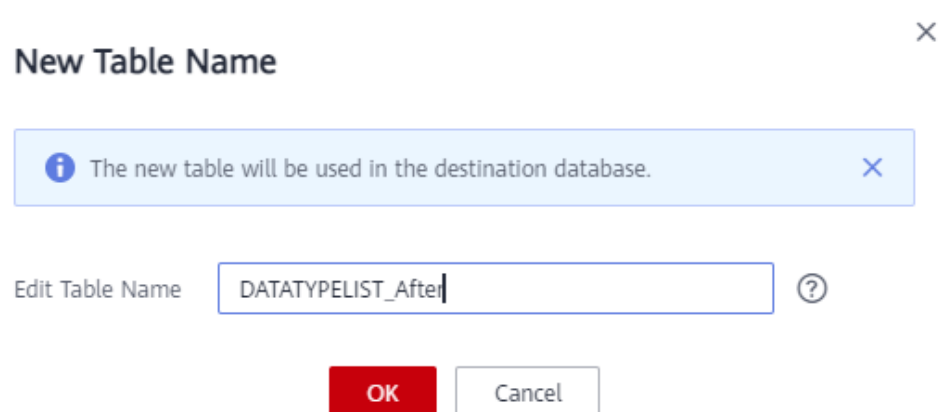 New Table Name
The new table will be used in the destination database.
Edit Table Name DATATYPELIST_After
OK Cancel